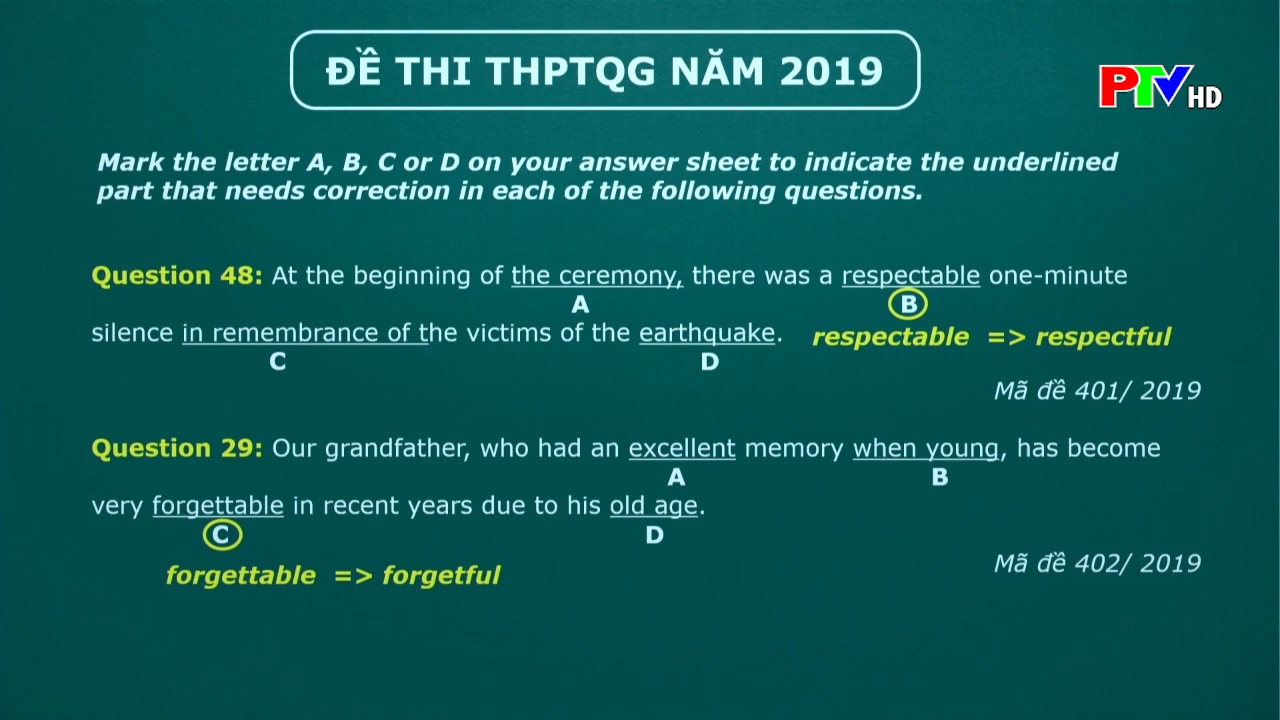 ĐỀ THI THPTQG NĂM 2019
PTV HD
Mark the letter A, B, C or D on your answer sheet to indicate the underlined
part that needs correction in each of the following questions.
Question 48: At the beginning of the ceremony, there was a respectable one-minute
A B
silence in remembrance of the victims of the earthquake. respectable => respectful
C D
Mã đề 401/ 2019
Question 29: Our grandfather, who had an excellent memory when young, has become
A B
very forgettable in recent years due to his old age.
C D
Mã đề 402/ 2019
forgettable => forgetful